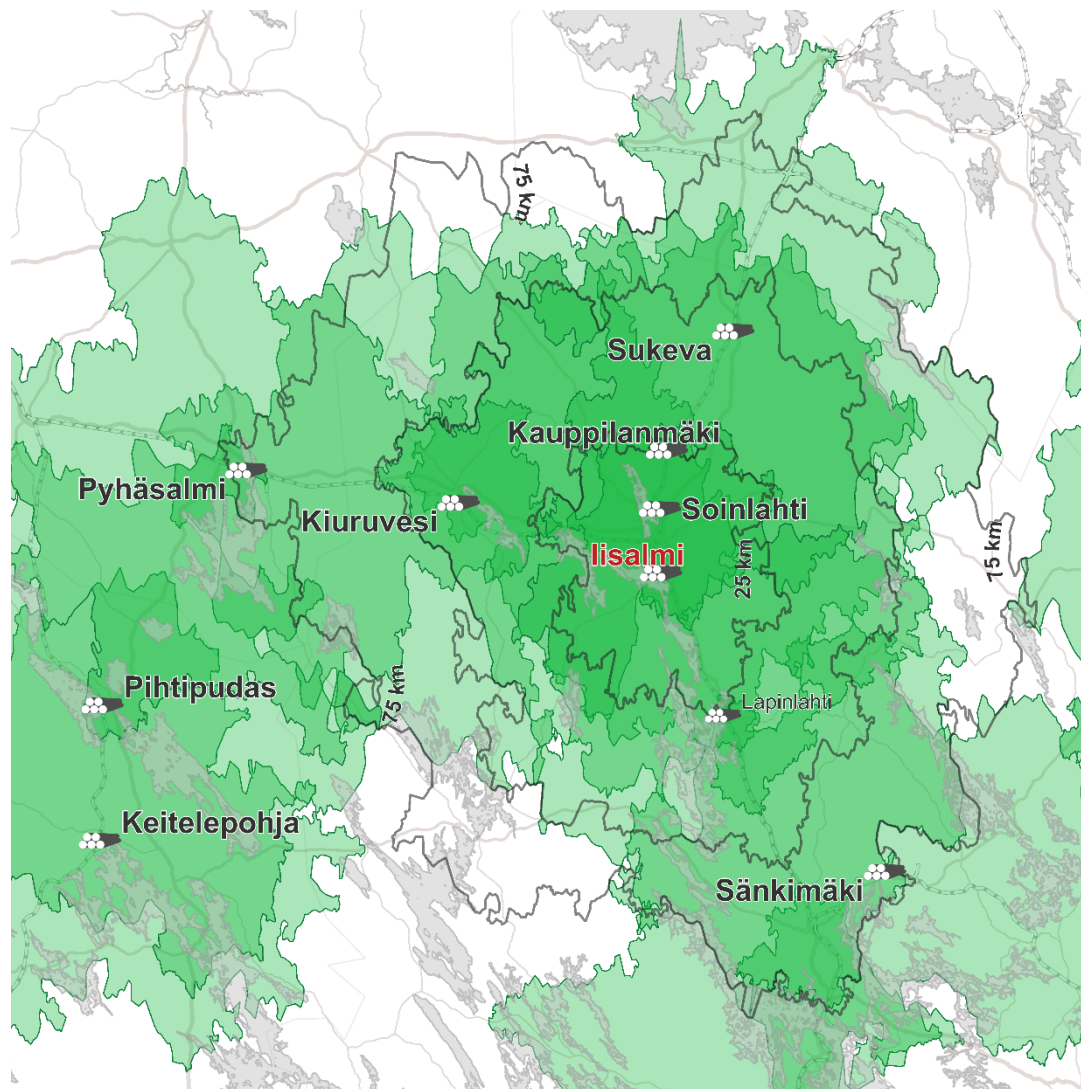 75 km
Sukeva
Kauppilanmäki
Pyhäsalmi
Kiuruvesi
Soinlahti
Iisalmi
25 km
75 km
Pihtipudas
75 km
Lapinlahti
Keitelepohja
Sänkimäki